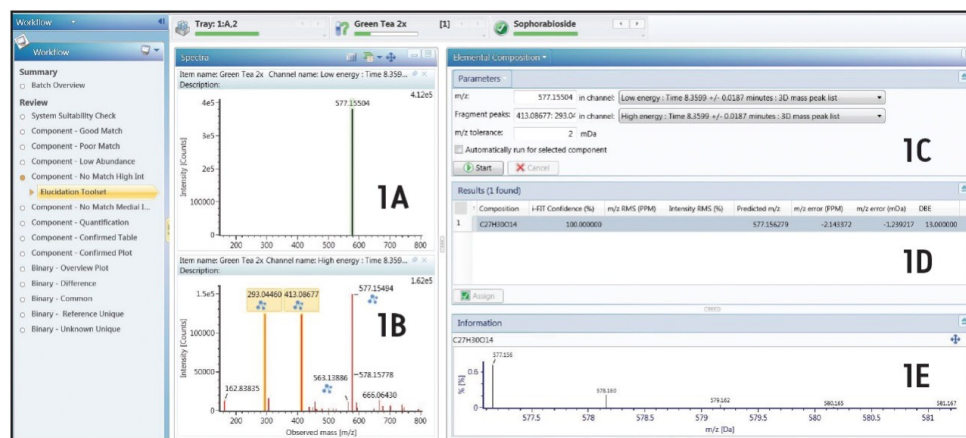 Workflow
Tray: 1:A,2
Green Tea 2x
[1]
Sophorabioside
Workflow
Summary
Batch Overview
Review
System Suitability Check
Component - Good Match
Component - Poor Match
Component - Low Abundance
Component - No Match High Int
Elucidation Toolset
Component - No Match Medial I...
Component - Quantification
Component - Confirmed Table
Component - Confirmed Plot
Binary - Overview Plot
Binary - Difference
Binary - Common
Binary - Reference Unique
Binary - Unknown Unique
Spectra
Item name: Green Tea 2x Channel name: Low energy : Time 8.359...
Description:
4.12e5
577.15504
4e5
3e5
2e5
100000
0
Intensity [Counts]
200 300 400 500 600 700 800
1A
Item name: Green Tea 2x Channel name: High energy : Time 8.359...
Description:
1.62e5
577.15494
1.5e5
293.04460
413.08677
100000
50000
0
Intensity [Counts]
578.15778
563.13886
162.83835
666.06430
200 300 400 500 600 700 800
Observed mass [m/z]
1B
Elemental Composition
Parameters
m/z: 577.15504 in channel: Low energy : Time 8.3599 +/- 0.0187 minutes : 3D mass peak list
Fragment peaks: 413.08677; 293.04 in channel: High energy : Time 8.3599 +/- 0.0187 minutes : 3D mass peak list
m/z tolerance: 2 mDa
Automatically run for selected component
Start Cancel
1C
Results (1 found)
Composition i-FIT Confidence (%) m/z RMS (PPM) Intensity RMS (%) Predicted m/z m/z error (PPM) m/z error (mDa) DBE
1 C27H30O14 100.000000 577.156279 -2.143372 -1.239217 13.000000
1D
Assign
Information
C27H30O14
577.156
0.6
0
% [%]
578.160
579.162
580.165
581.167
577.5 578 578.5 579 579.5 580 580.5 581
m/z [Da]
1E